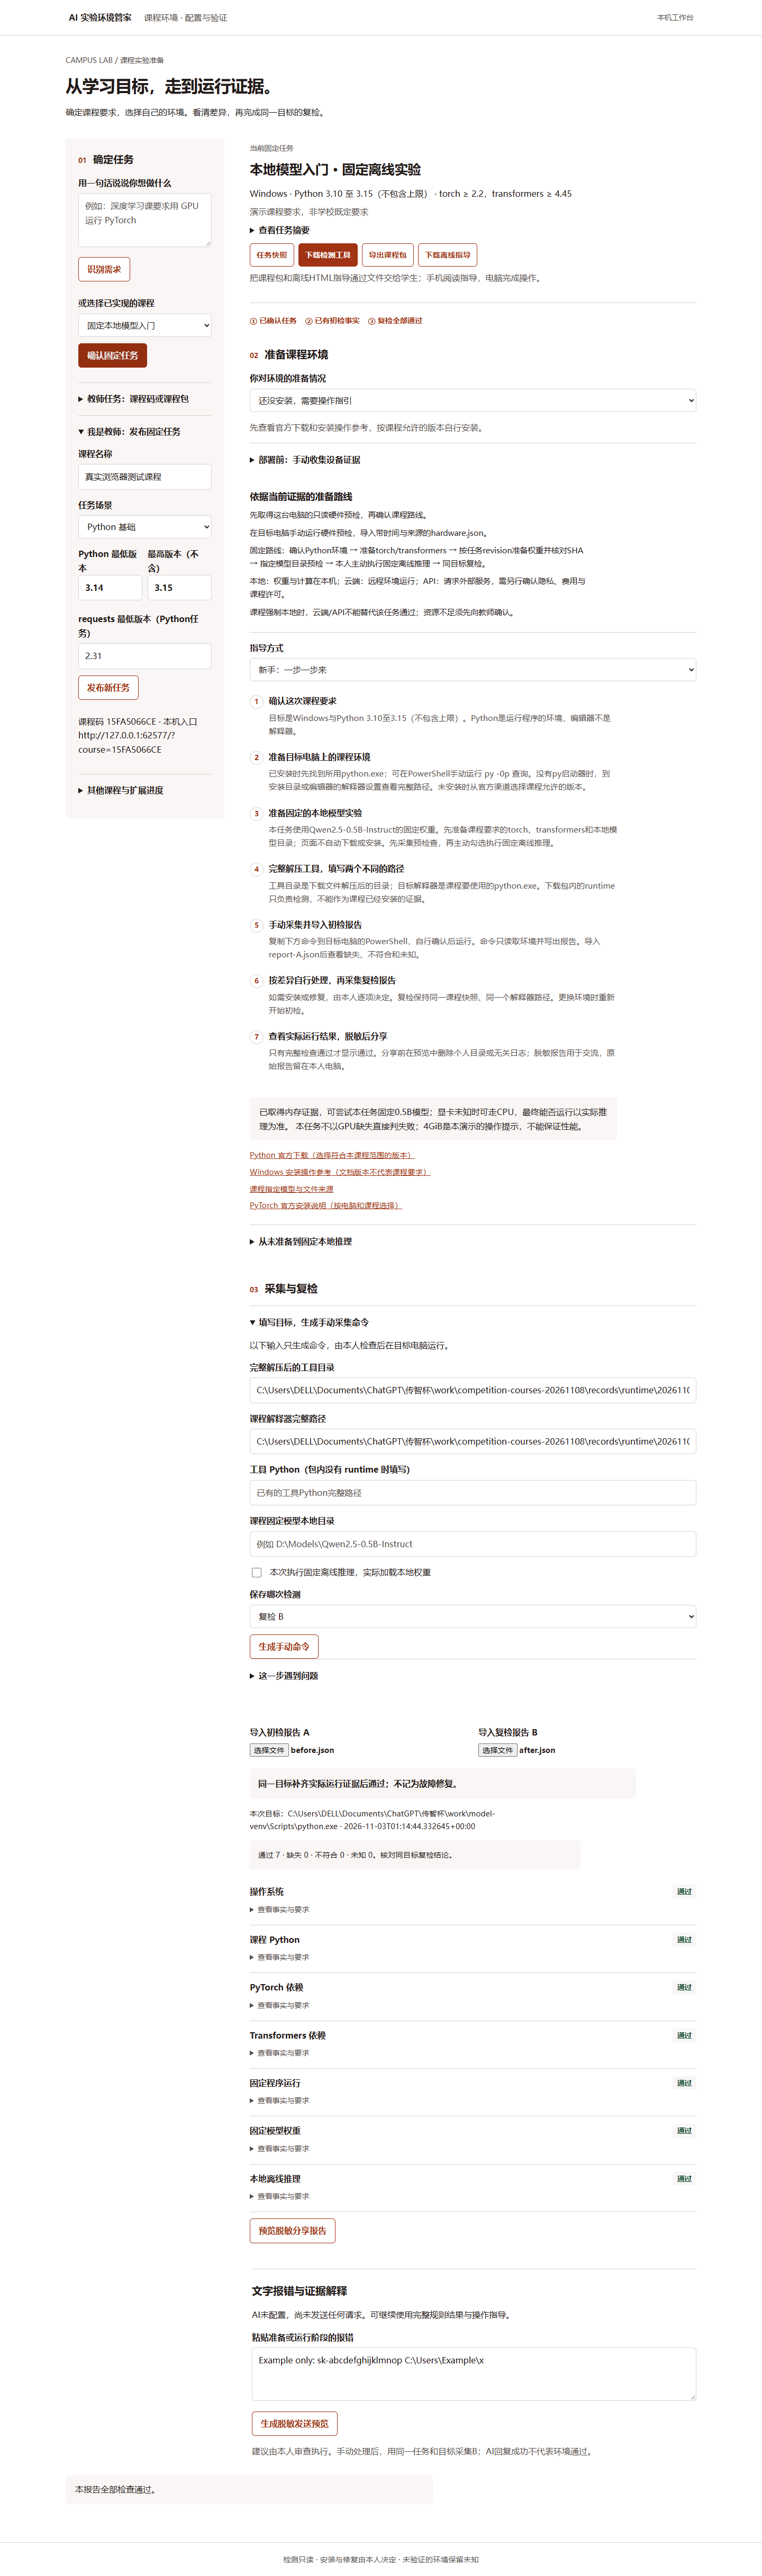 AI 实验环境管家
课程环境 · 配置与验证
本机工作台
CAMPUS LAB / 课程实验准备
从学习目标，走到运行证据。
确定课程要求，选择自己的环境。看清差异，再完成同一目标的复检。
01 确定任务
用一句话说说你想做什么
例如：深度学习课要求用 GPU
运行 PyTorch
识别需求
或选择已实现的课程
固定本地模型入门
确认固定任务
▶ 教师任务：课程码或课程包
▼ 我是教师：发布固定任务
课程名称
真实浏览器测试课程
任务场景
Python 基础
Python 最低版
本
最高版本（不
含）
3.14
3.15
requests 最低版本（Python任
务）
2.31
发布新任务
课程码 15FA5066CE · 本机入口
http://127.0.0.1:62577/?
course=15FA5066CE
▶ 其他课程与扩展进度
当前固定任务
本地模型入门 · 固定离线实验
Windows · Python 3.10 至 3.15（不包含上限） · torch ≥ 2.2，transformers ≥ 4.45
演示课程要求，非学校既定要求
▶ 查看任务摘要
任务快照
下载检测工具
导出课程包
下载离线指导
把课程包和离线HTML指导通过文件交给学生；手机阅读指导，电脑完成操作。
① 已确认任务 ② 已有初检事实 ③ 复检全部通过
02 准备课程环境
你对环境的准备情况
还没安装，需要操作指引
先查看官方下载和安装操作参考，按课程允许的版本自行安装。
▶ 部署前：手动收集设备证据
依据当前证据的准备路线
先取得这台电脑的只读硬件预检，再确认课程路线。
在目标电脑手动运行硬件预检，导入带时间与来源的hardware.json。
固定路线：确认Python环境 → 准备torch/transformers → 按任务revision准备权重并核对SHA
→ 指定模型目录预检 → 本人主动执行固定离线推理 → 同目标复检。
本地：权重与计算在本机；云端：远程环境运行；API：请求外部服务，需另行确认隐私、费用与
课程许可。
课程强制本地时，云端/API不能替代该任务通过；资源不足须先向教师确认。
指导方式
新手：一步一步来
1 确认这次课程要求
目标是Windows与Python 3.10至3.15（不包含上限）。Python是运行程序的环境，编辑器不是
解释器。
2 准备目标电脑上的课程环境
已安装时先找到所用python.exe；可在PowerShell手动运行 py -0p 查询。没有py启动器时，到
安装目录或编辑器的解释器设置查看完整路径。未安装时从官方渠道选择课程允许的版本。
3 准备固定的本地模型实验
本任务使用Qwen2.5-0.5B-Instruct的固定权重。先准备课程要求的torch、transformers和本地模
型目录；页面不自动下载或安装。先采集预检查，再主动勾选执行固定离线推理。
4 完整解压工具，填写两个不同的路径
工具目录是下载文件解压后的目录；目标解释器是课程要使用的python.exe。下载包内的runtime
只负责检测，不能作为课程已经安装的证据。
5 手动采集并导入初检报告
复制下方命令到目标电脑的PowerShell，自行确认后运行。命令只读取环境并写出报告。导入
report-A.json后查看缺失、不符合和未知。
6 按差异自行处理，再采集复检报告
如需安装或修复，由本人逐项决定。复检保持同一课程快照、同一个解释器路径。更换环境时重新
开始初检。
7 查看实际运行结果，脱敏后分享
只有完整检查通过才显示通过。分享前在预览中删除个人目录或无关日志；脱敏报告用于交流，原
始报告留在本人电脑。
已取得内存证据，可尝试本任务固定0.5B模型；显卡未知时可走CPU，最终能否运行以实际推
理为准。 本任务不以GPU缺失直接判失败；4GiB是本演示的操作提示，不能保证性能。
Python 官方下载（选择符合本课程范围的版本）
Windows 安装操作参考（文档版本不代表课程要求）
课程指定模型与文件来源
PyTorch 官方安装说明（按电脑和课程选择）
▶ 从未准备到固定本地推理
03 采集与复检
▼ 填写目标，生成手动采集命令
以下输入只生成命令，由本人检查后在目标电脑运行。
完整解压后的工具目录
C:\Users\DELL\Documents\ChatGPT\传智杯\work\competition-courses-20261108\records\runtime\2026110
课程解释器完整路径
C:\Users\DELL\Documents\ChatGPT\传智杯\work\competition-courses-20261108\records\runtime\2026110
工具 Python（包内没有 runtime 时填写）
已有的工具Python完整路径
课程固定模型本地目录
例如 D:\Models\Qwen2.5-0.5B-Instruct
本次执行固定离线推理，实际加载本地权重
保存哪次检测
复检 B
生成手动命令
▶ 这一步遇到问题
导入初检报告 A
导入复检报告 B
选择文件 before.json
选择文件 after.json
同一目标补齐实际运行证据后通过；不记为故障修复。
本次目标：C:\Users\DELL\Documents\ChatGPT\传智杯\work\model-
venv\Scripts\python.exe · 2026-11-03T01:14:44.332645+00:00
通过 7 · 缺失 0 · 不符合 0 · 未知 0。核对同目标复检结论。
操作系统 通过
▶ 查看事实与要求
课程 Python 通过
▶ 查看事实与要求
PyTorch 依赖 通过
▶ 查看事实与要求
Transformers 依赖 通过
▶ 查看事实与要求
固定程序运行 通过
▶ 查看事实与要求
固定模型权重 通过
▶ 查看事实与要求
本地离线推理 通过
▶ 查看事实与要求
预览脱敏分享报告
文字报错与证据解释
AI未配置，尚未发送任何请求。可继续使用完整规则结果与操作指导。
粘贴准备或运行阶段的报错
Example only: sk-abcdefghijklmnop C:\Users\Example\x
生成脱敏发送预览
建议由本人审查执行。手动处理后，用同一任务和目标采集B；AI回复成功不代表环境通过。
本报告全部检查通过。
检测只读 · 安装与修复由本人决定 · 未验证的环境保留未知